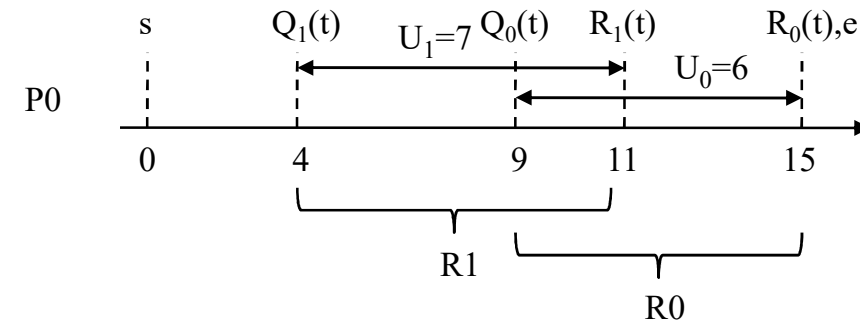 s Q₁(t) U₁=7 Q₀(t) R₁(t) R₀(t),e
U₀=6
P0
0 4 9 11 15
R1
R0